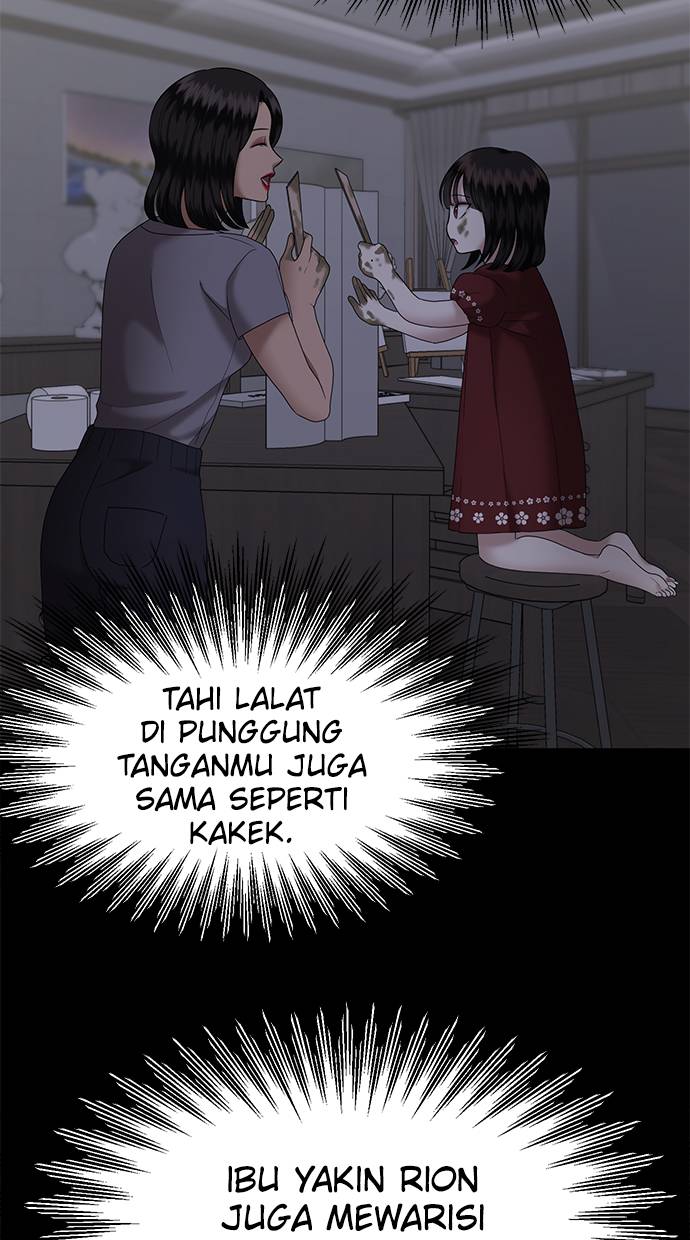 TAHI LALAT
DI PUNGGUNG
TANGANMU JUGA
SAMA SEPERTI
KAKEK.
IBU YAKIN RION
JUGA MEWARISI